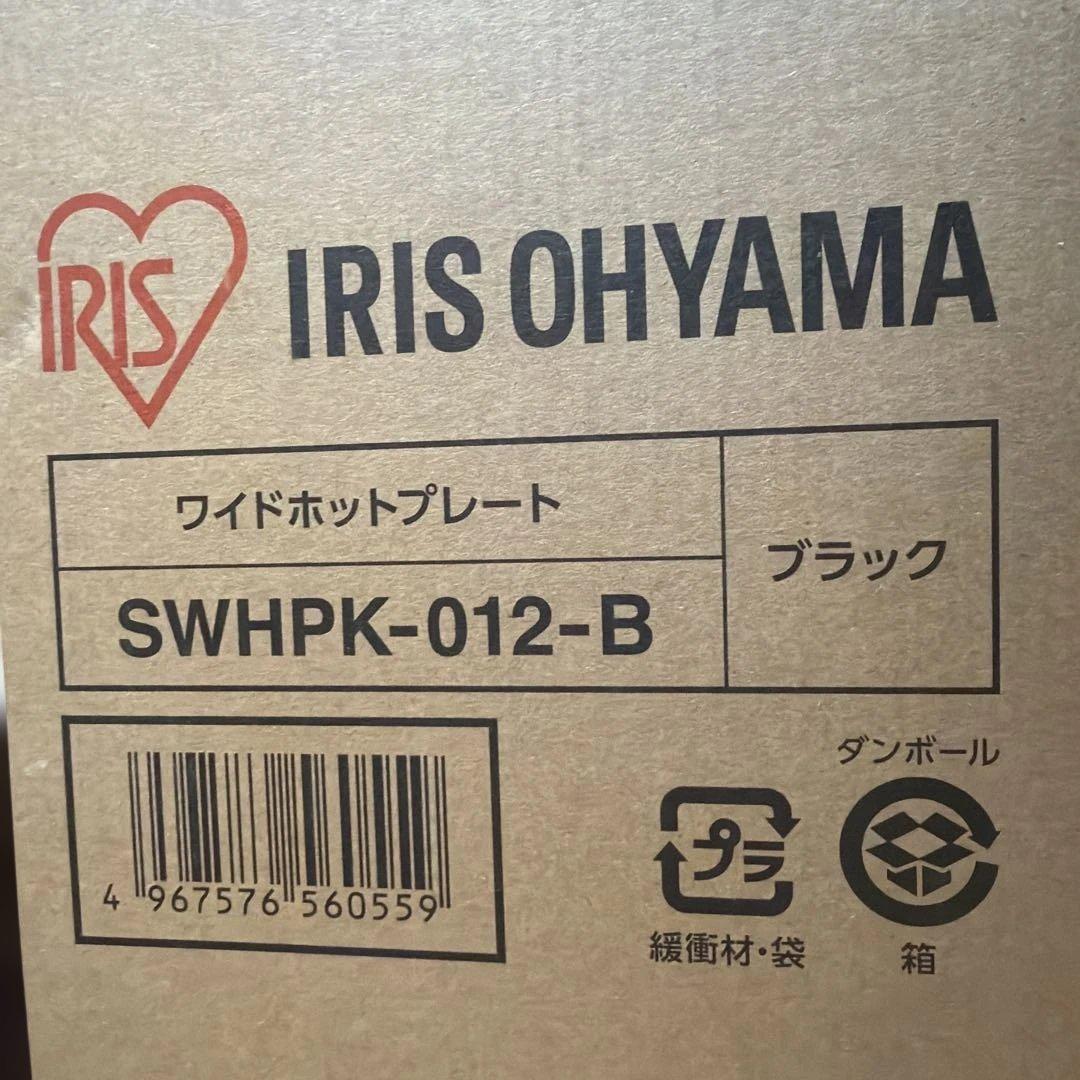 IRIS
IRIS OHYAMA
ワイドホットプレート
ブラック
SWHPK-012-B
4 967576 560559
ダンボール
プラ
緩衝材・袋
箱